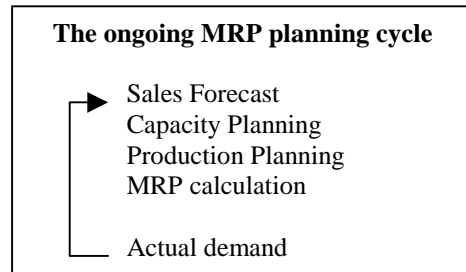 The ongoing MRP planning cycle
Sales Forecast
Capacity Planning
Production Planning
MRP calculation
Actual demand